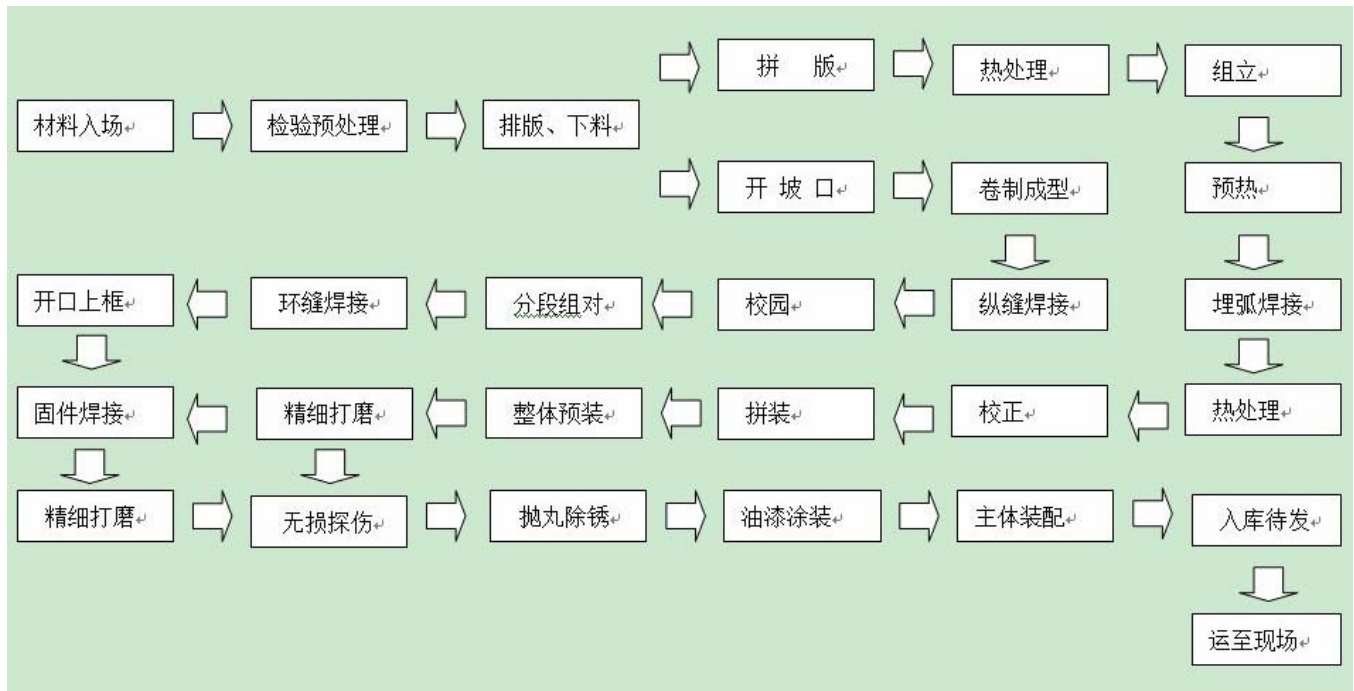 拼 版
热处理
组立
材料入场
检验预处理
排版、下料
开 坡 口
卷制成型
预热
开口上框
环缝焊接
分段组对
校园
纵缝焊接
埋弧焊接
固件焊接
精细打磨
整体预装
拼装
校正
热处理
精细打磨
无损探伤
抛丸除锈
油漆涂装
主体装配
入库待发
运至现场